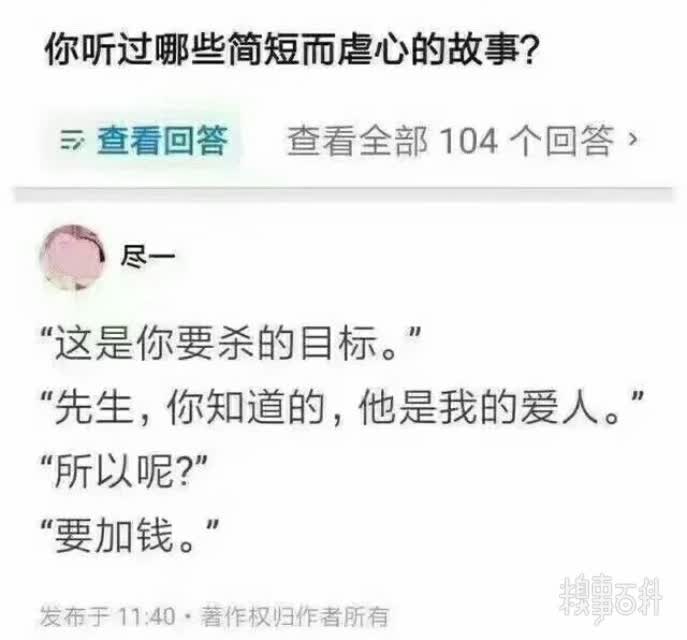 你听过哪些简短而虐心的故事?
查看回答 查看全部 104 个回答 ›
尽一
“这是你要杀的目标。”
“先生，你知道的，他是我的爱人。”
“所以呢?”
“要加钱。”
发布于 11:40 · 著作权归作者所有
糗事百科